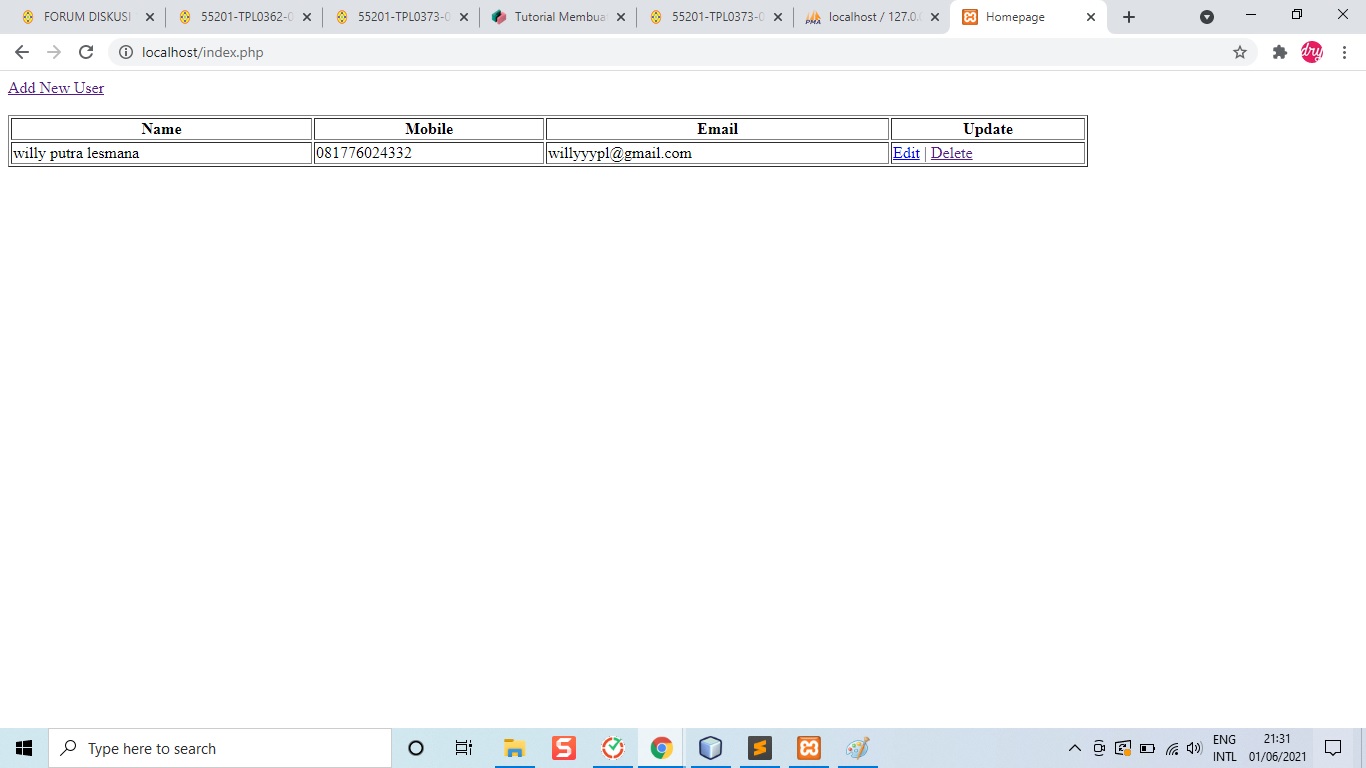 FORUM DISKUSI
55201-TPL0362-0
55201-TPL0373-0
Tutorial Membua
55201-TPL0373-0
PMA
localhost / 127.0.
Homepage
localhost/index.php
dry
Add New User
Name Mobile Email Update
willy putra lesmana 081776024332 willyyypl@gmail.com Edit | Delete
Type here to search
ENG 21:31
INTL 01/06/2021